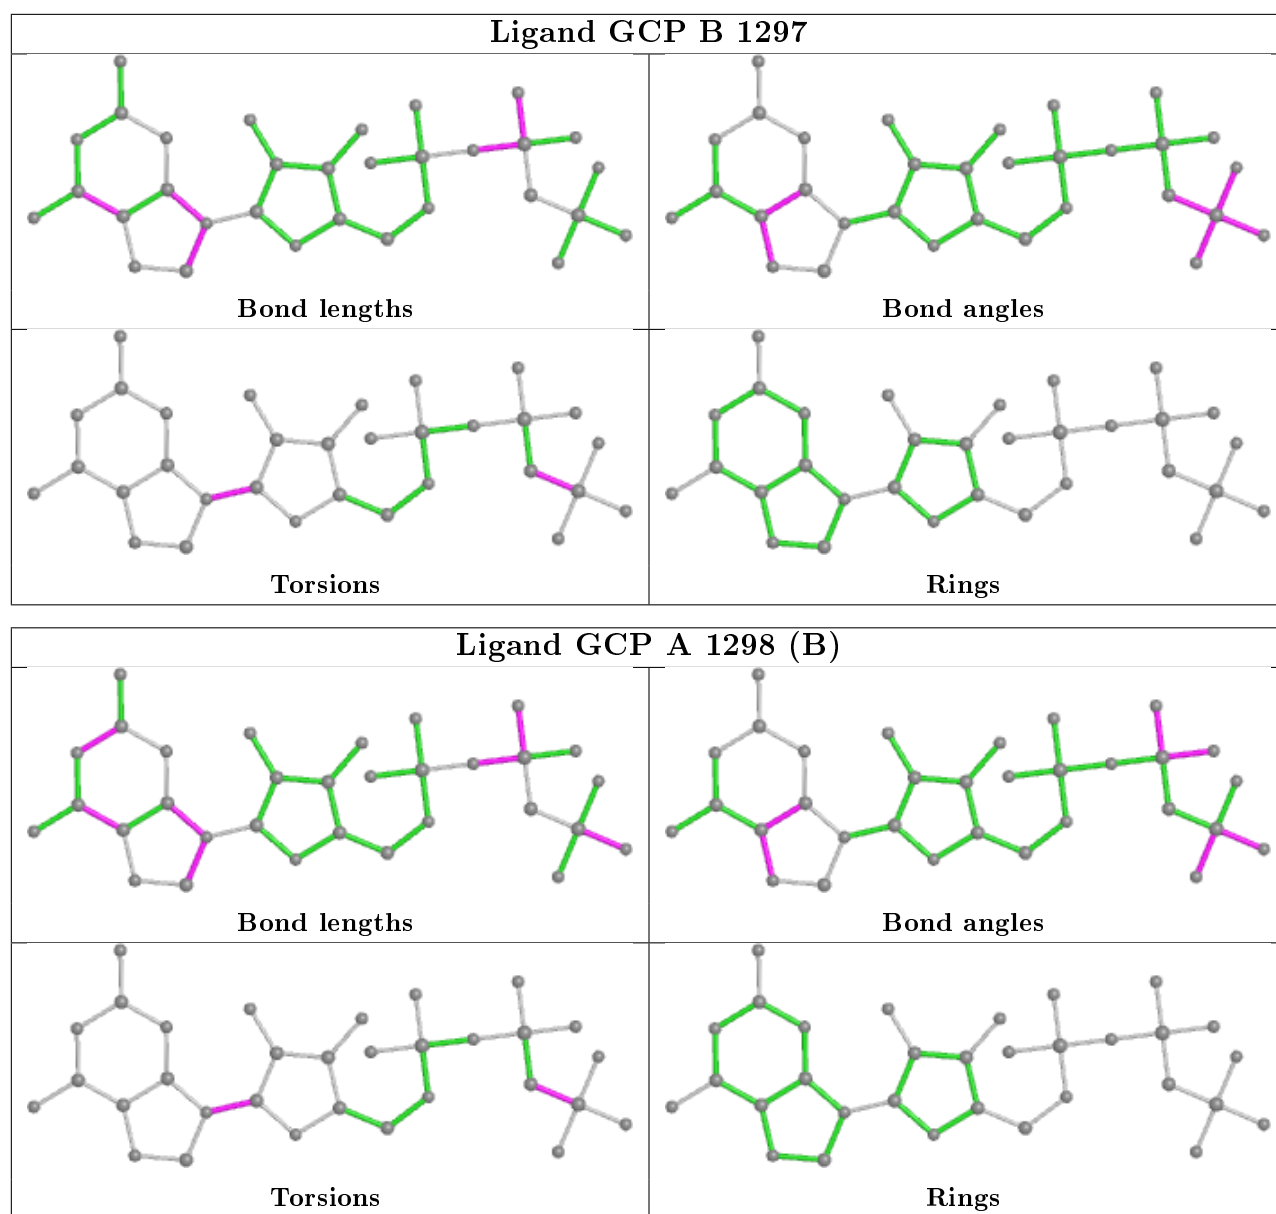 Ligand GCP B 1297
Bond lengths
Bond angles
Torsions
Rings
Ligand GCP A 1298 (B)
Bond lengths
Bond angles
Torsions
Rings